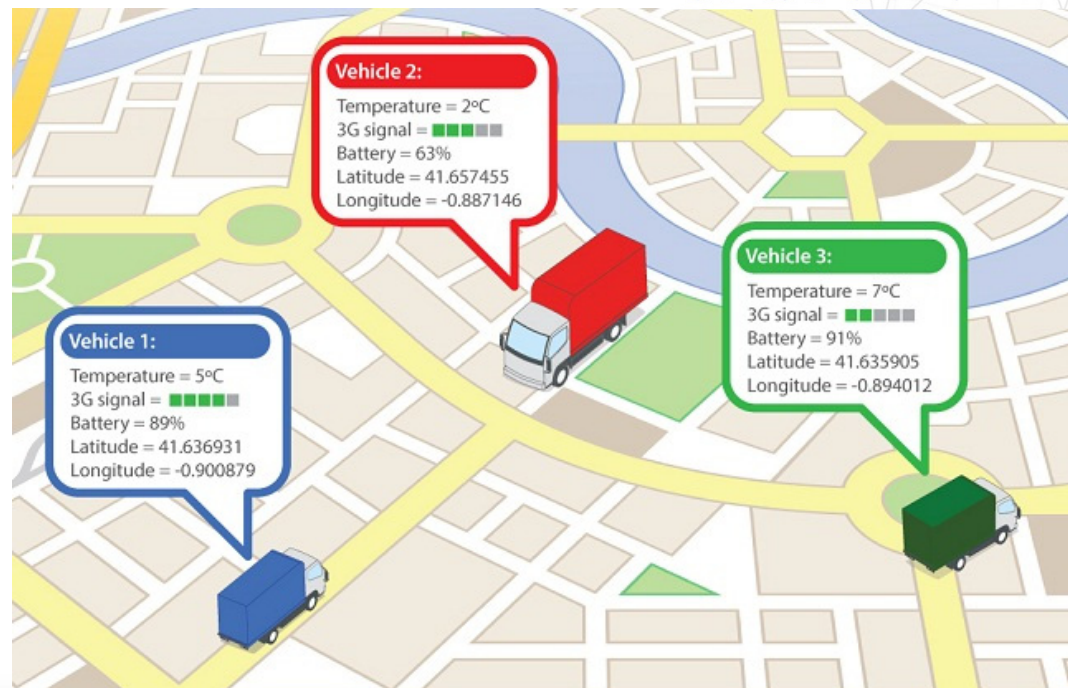 Vehicle 2:
Temperature = 2ºC
3G signal =
Battery = 63%
Latitude = 41.657455
Longitude = -0.887146
Vehicle 3:
Temperature = 7ºC
3G signal =
Battery = 91%
Latitude = 41.635905
Longitude = -0.894012
Vehicle 1:
Temperature = 5ºC
3G signal =
Battery = 89%
Latitude = 41.636931
Longitude = -0.900879